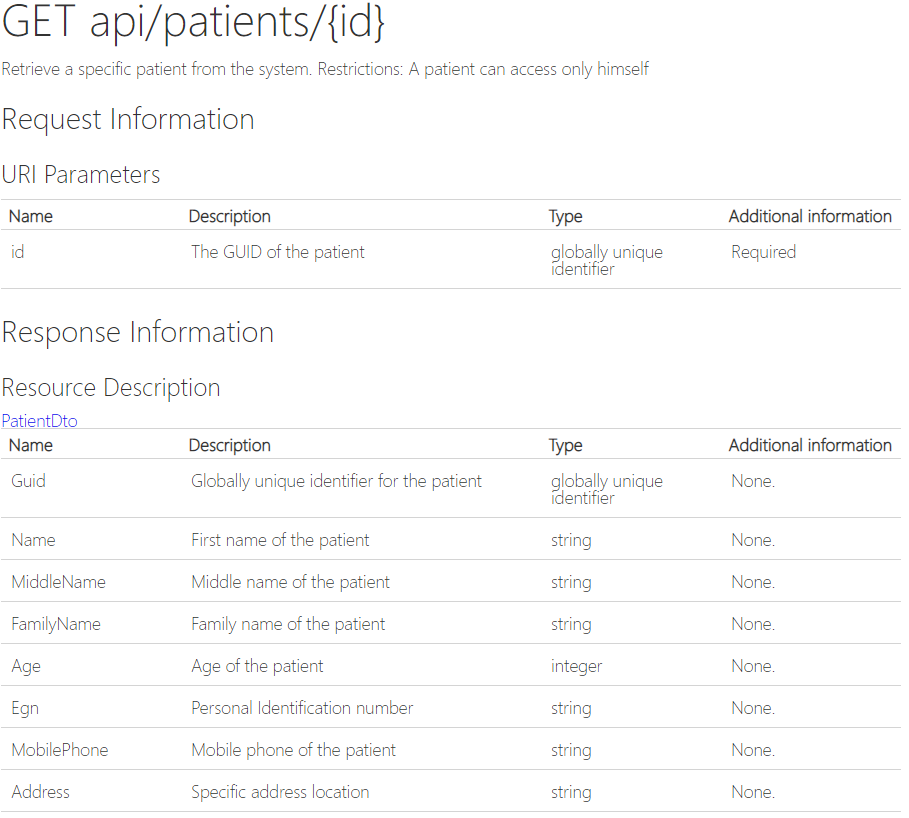 GET api/patients/{id}
Retrieve a specific patient from the system. Restrictions: A patient can access only himself
Request Information
URI Parameters
Name Description Type Additional information
id The GUID of the patient globally unique identifier Required
Response Information
Resource Description
PatientDto
Name Description Type Additional information
Guid Globally unique identifier for the patient globally unique identifier None.
Name First name of the patient string None.
MiddleName Middle name of the patient string None.
FamilyName Family name of the patient string None.
Age Age of the patient integer None.
Egn Personal Identification number string None.
MobilePhone Mobile phone of the patient string None.
Address Specific address location string None.